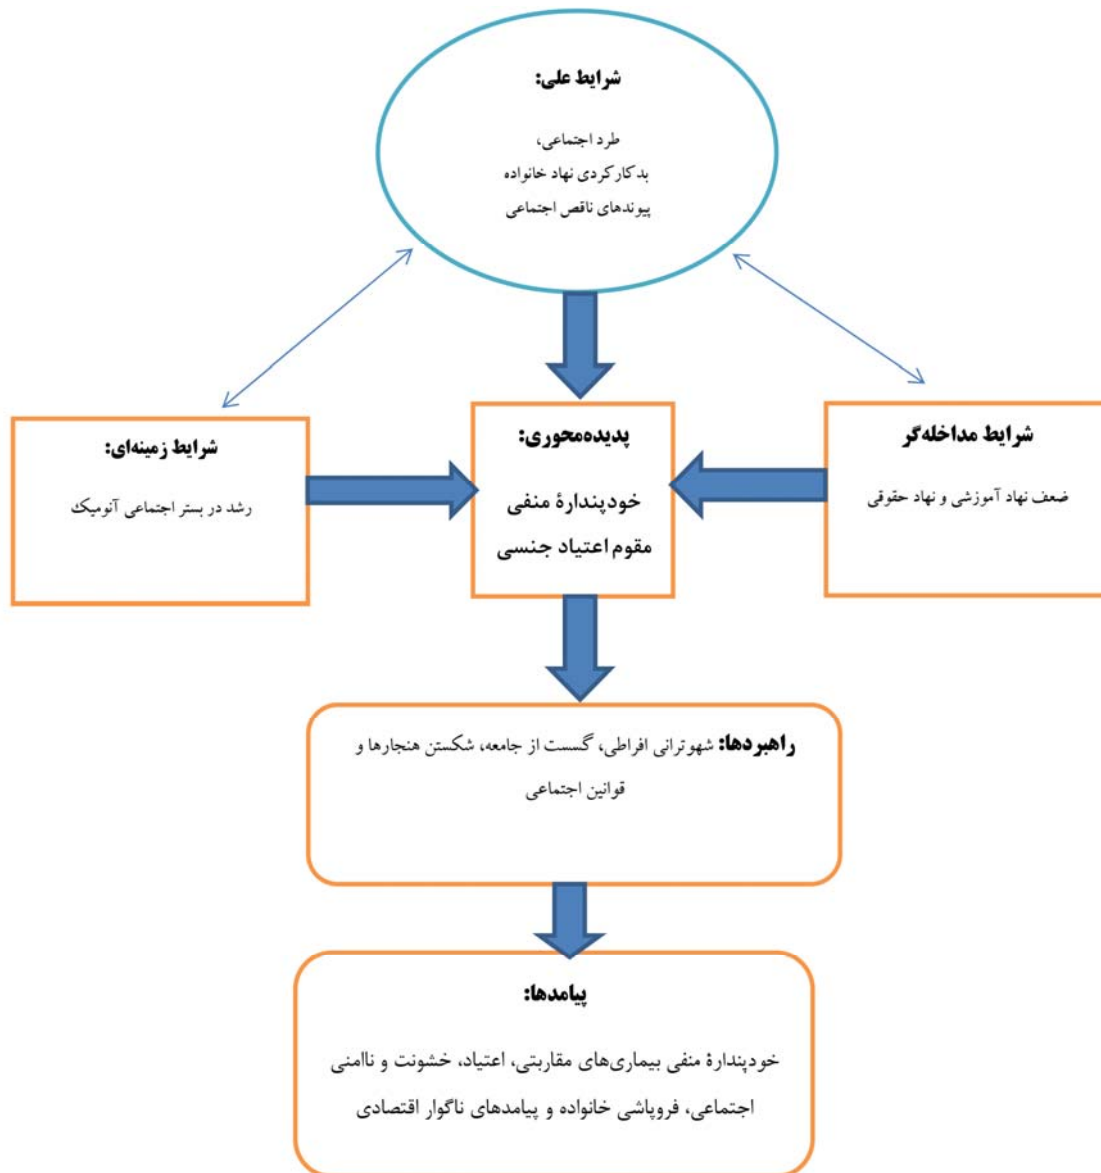 شرایط علی:
طرد اجتماعی،
بدکارکردی نهاد خانواده
پیوندهای ناقص اجتماعی
شرایط مداخله‌گر
ضعف نهاد آموزشی و نهاد حقوقی
پدیده‌محوری:
خودپندارۀ منفی
مقوم اعتیاد جنسی
شرایط زمینه‌ای:
رشد در بستر اجتماعی آنومیک
راهبردها: شهوترانی افراطی، گسست از جامعه، شکستن هنجارها و
قوانین اجتماعی
پیامدها:
خودپندارۀ منفی بیماری‌های مقاربتی، اعتیاد، خشونت و ناامنی
اجتماعی، فروپاشی خانواده و پیامدهای ناگوار اقتصادی